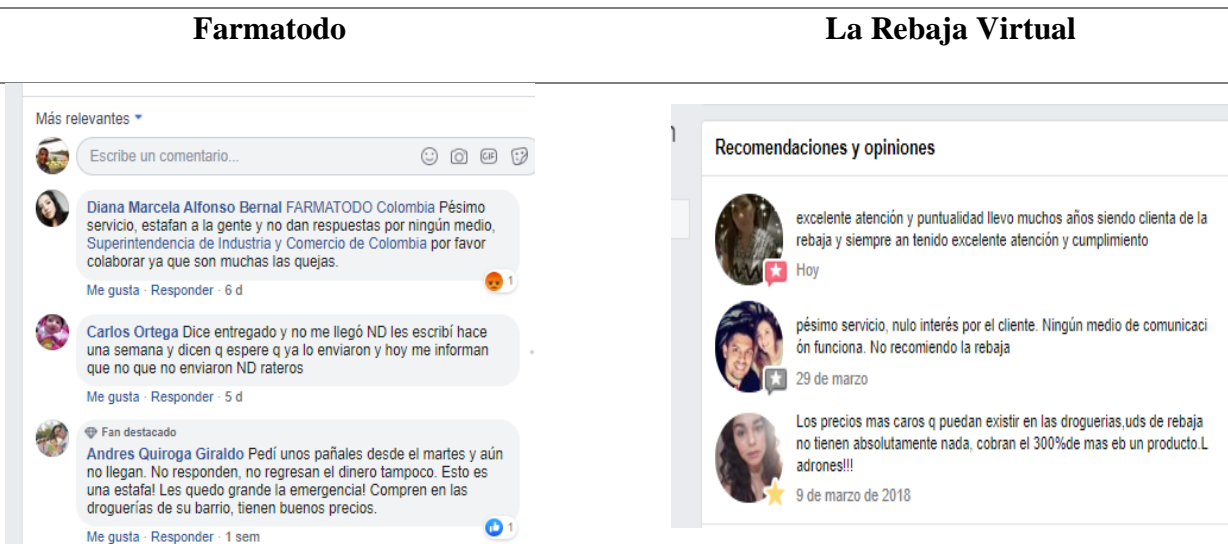 Farmatodo
La Rebaja Virtual
Más relevantes
Escribe un comentario...
GIF
Diana Marcela Alfonso Bernal FARMATODO Colombia Pésimo
servicio, estafan a la gente y no dan respuestas por ningún medio,
Superintendencia de Industria y Comercio de Colombia por favor
colaborar ya que son muchas las quejas.
1
Me gusta · Responder · 6 d
Carlos Ortega Dice entregado y no me llegó ND les escribí hace
una semana y dicen q espere q ya lo enviaron y hoy me informan
que no que no enviaron ND rateros
Me gusta · Responder · 5 d
Fan destacado
Andres Quiroga Giraldo Pedí unos pañales desde el martes y aún
no llegan. No responden, no regresan el dinero tampoco. Esto es
una estafa! Les quedo grande la emergencia! Compren en las
droguerías de su barrio, tienen buenos precios.
1
Me gusta · Responder · 1 sem
Recomendaciones y opiniones
excelente atención y puntualidad llevo muchos años siendo clienta de la
rebaja y siempre an tenido excelente atención y cumplimiento
Hoy
pésimo servicio, nulo interés por el cliente. Ningún medio de comunicaci
ón funciona. No recomiendo la rebaja
29 de marzo
Los precios mas caros q puedan existir en las droguerias,uds de rebaja
no tienen absolutamente nada, cobran el 300%de mas eb un producto.L
adrones!!!
9 de marzo de 2018